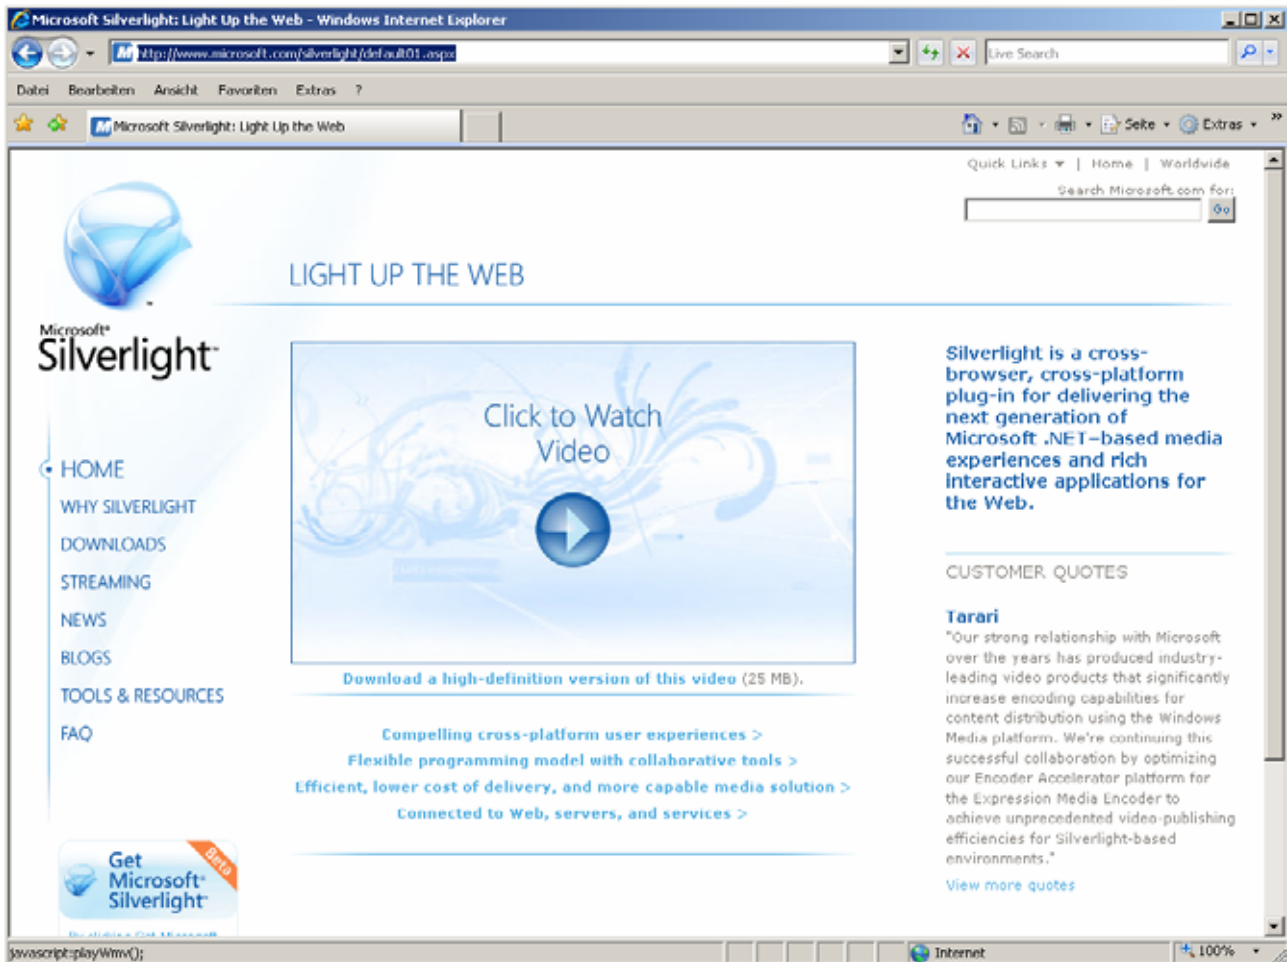 Microsoft Silverlight: Light Up the Web - Windows Internet Explorer
http://www.microsoft.com/silverlight/default01.aspx
Live Search
Datei Bearbeiten Ansicht Favoriten Extras ?
Microsoft Silverlight: Light Up the Web
Seite
Extras
Quick Links | Home | Worldwide
Search Microsoft.com for:
Go
LIGHT UP THE WEB
Microsoft®
Silverlight™
HOME
WHY SILVERLIGHT
DOWNLOADS
STREAMING
NEWS
BLOGS
TOOLS & RESOURCES
FAQ
Get
Microsoft®
Silverlight™
Beta
By clicking Get Microsoft
Click to Watch
Video
Download a high-definition version of this video (25 MB).
Compelling cross-platform user experiences >
Flexible programming model with collaborative tools >
Efficient, lower cost of delivery, and more capable media solution >
Connected to Web, servers, and services >
Silverlight is a cross-
browser, cross-platform
plug-in for delivering the
next generation of
Microsoft .NET–based media
experiences and rich
interactive applications for
the Web.
CUSTOMER QUOTES
Tarari
"Our strong relationship with Microsoft
over the years has produced industry-
leading video products that significantly
increase encoding capabilities for
content distribution using the Windows
Media platform. We're continuing this
successful collaboration by optimizing
our Encoder Accelerator platform for
the Expression Media Encoder to
achieve unprecedented video-publishing
efficiencies for Silverlight-based
environments."
View more quotes
javascript:playWmv();
Internet
100%